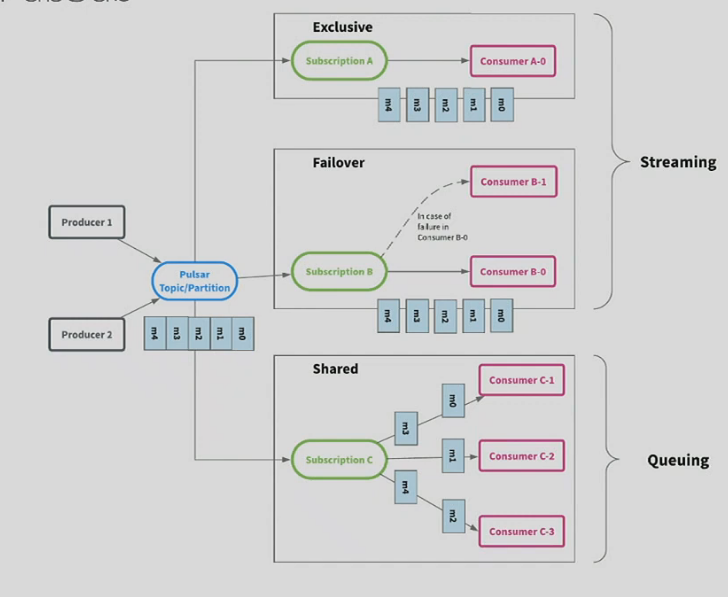 Exclusive
Subscription A
Consumer A-0
m4 m3 m2 m1 m0
Streaming
Failover
Consumer B-1
In case of
failure in
Consumer B-0
Subscription B
Consumer B-0
m4 m3 m2 m1 m0
Producer 1
Pulsar
Topic/Partition
Producer 2
m4 m3 m2 m1 m0
Shared
Consumer C-1
m0
m3
Subscription C
m1
Consumer C-2
m4
m2
Consumer C-3
Queuing